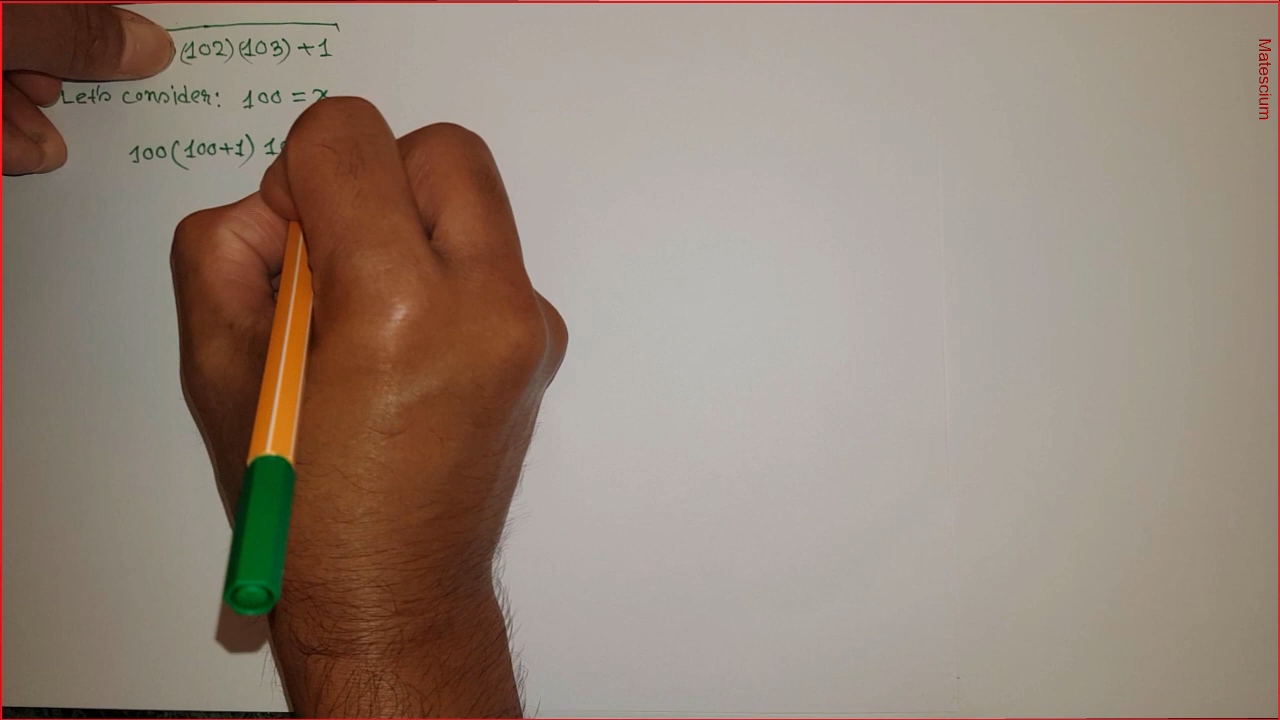 (102)(103) + 1
Let's consider: 100 = x
100(100+1)
Matescium